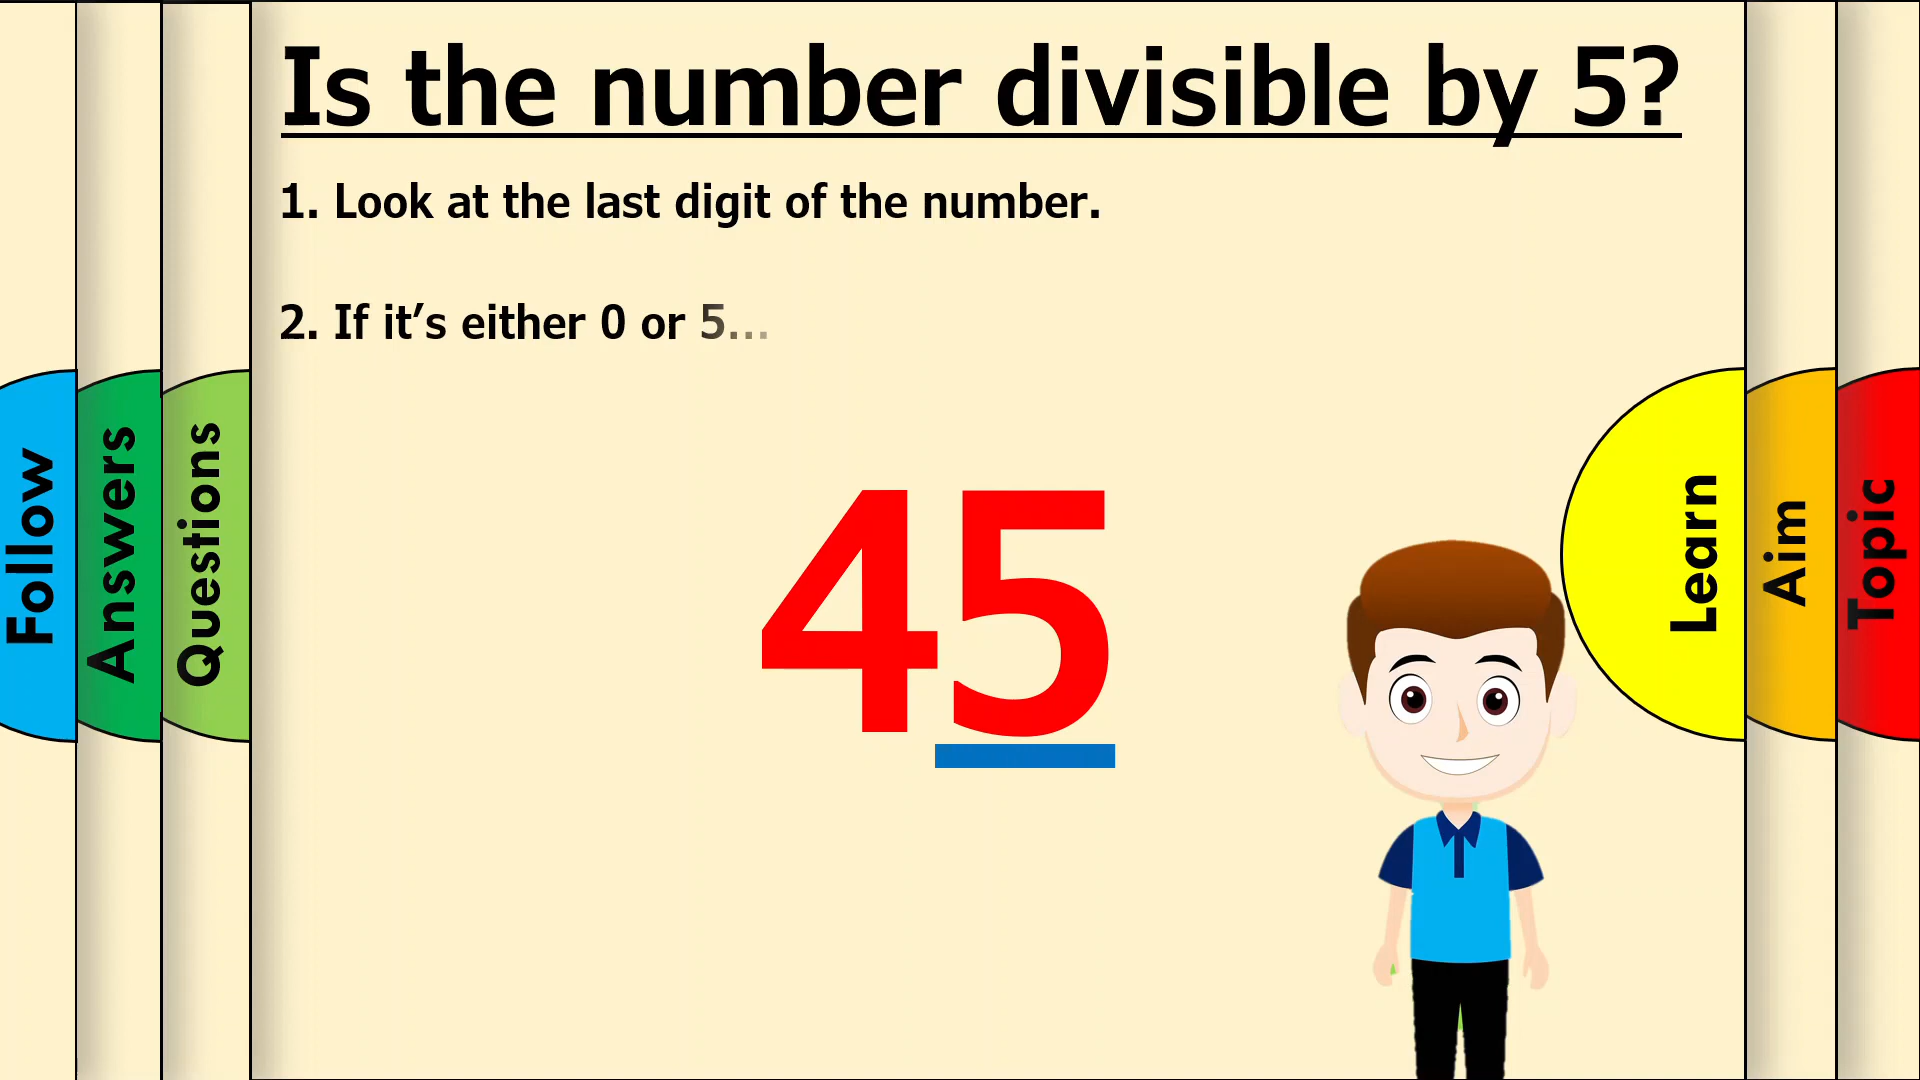 Is the number divisible by 5?
1. Look at the last digit of the number.
2. If it’s either 0 or 5...
45
Follow
Answers
Questions
Learn
Aim
Topic